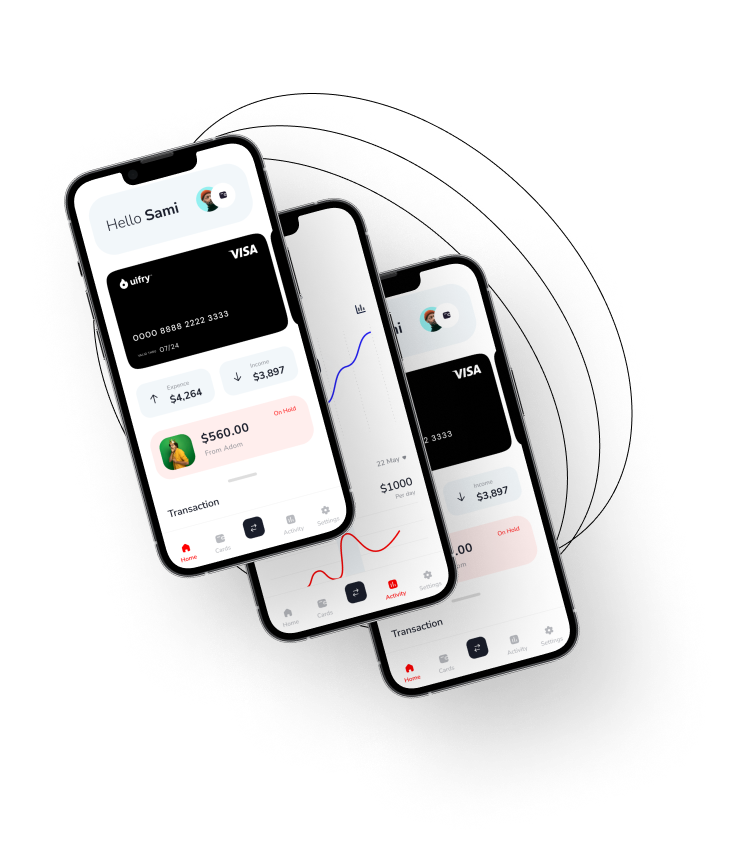 Hello Sami
uifry
VISA
0000 8888 2222 3333
VALID THRU 07/24
Expence
$4,264
Income
$3,897
$560.00
From Adom
On Hold
Transaction
Home
Cards
Activity
Settings
22 May
$1000
Per day
Home
Cards
Activity
Settings
VISA
2 3333
Income
$3,897
.00
On Hold
Transaction
Home
Cards
Activity
Settings